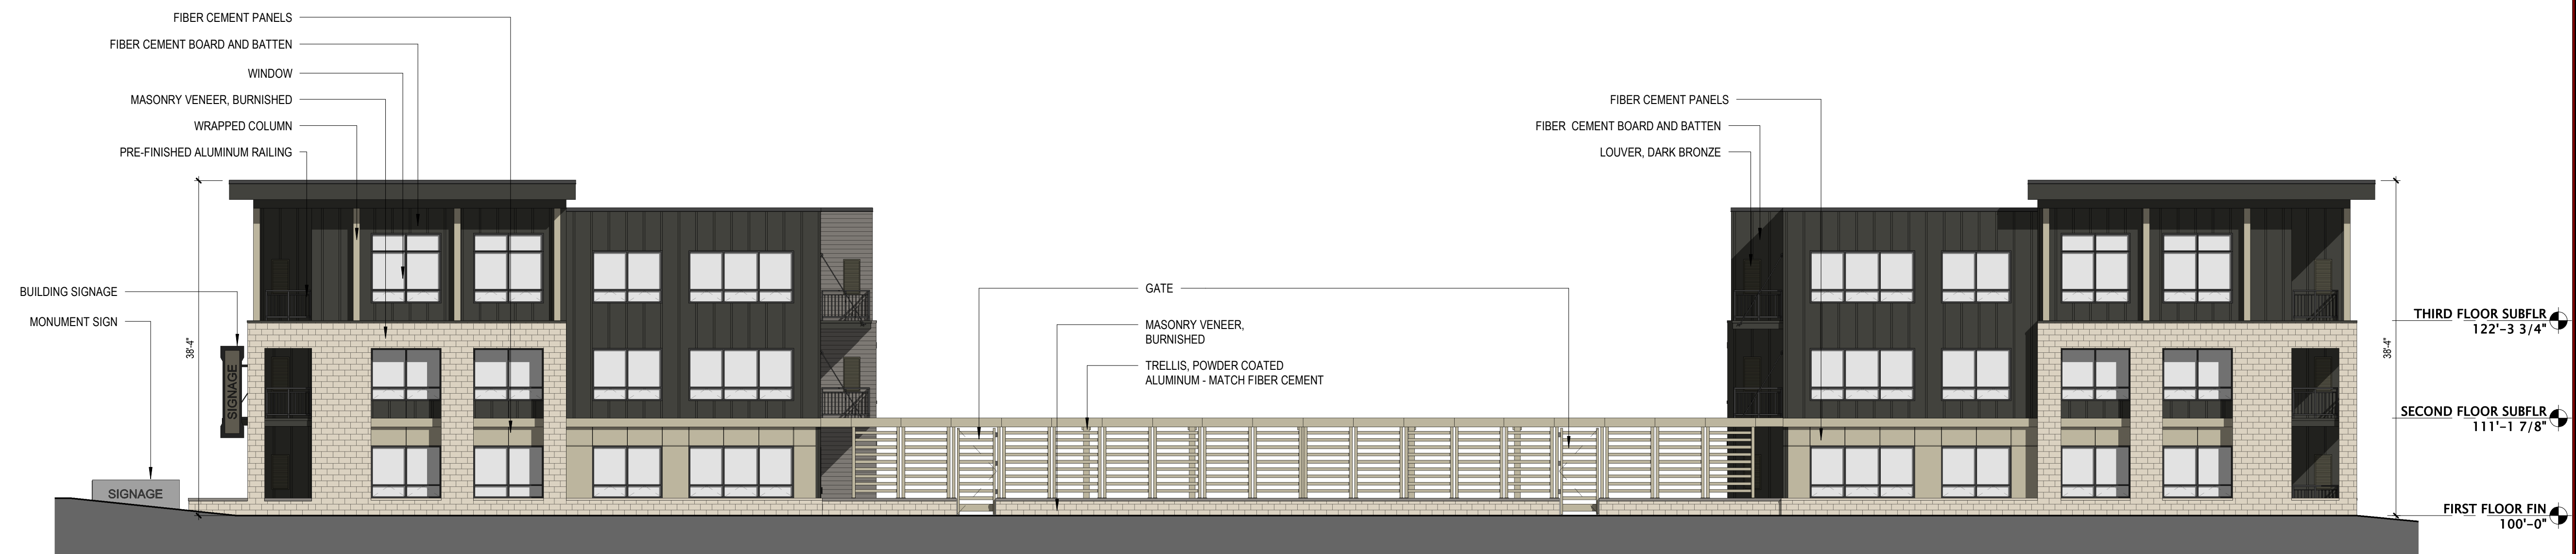 FIBER CEMENT PANELS
FIBER CEMENT BOARD AND BATTEN
WINDOW
MASONRY VENEER, BURNISHED
WRAPPED COLUMN
PRE-FINISHED ALUMINUM RAILING
BUILDING SIGNAGE
MONUMENT SIGN
38'-4"
SIGNAGE
SIGNAGE
GATE
MASONRY VENEER,
BURNISHED
TRELLIS, POWDER COATED
ALUMINUM - MATCH FIBER CEMENT
FIBER CEMENT PANELS
FIBER CEMENT BOARD AND BATTEN
LOUVER, DARK BRONZE
38'-4"
THIRD FLOOR SUBFLR
122'-3 3/4"
SECOND FLOOR SUBFLR
111'-1 7/8"
FIRST FLOOR FIN
100'-0"